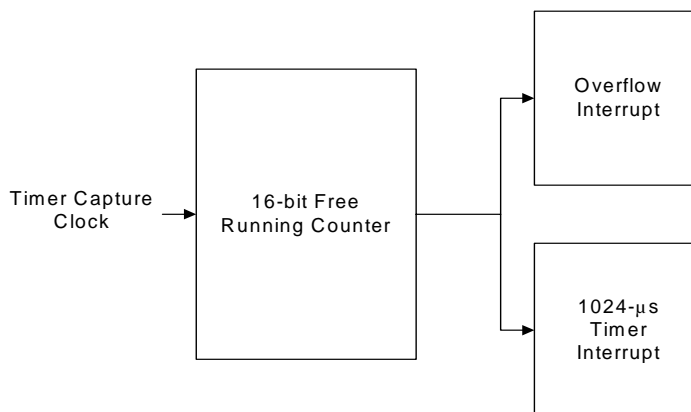 Timer Capture
Clock
16-bit Free
Running Counter
Overflow
Interrupt
1024-μs
Timer
Interrupt